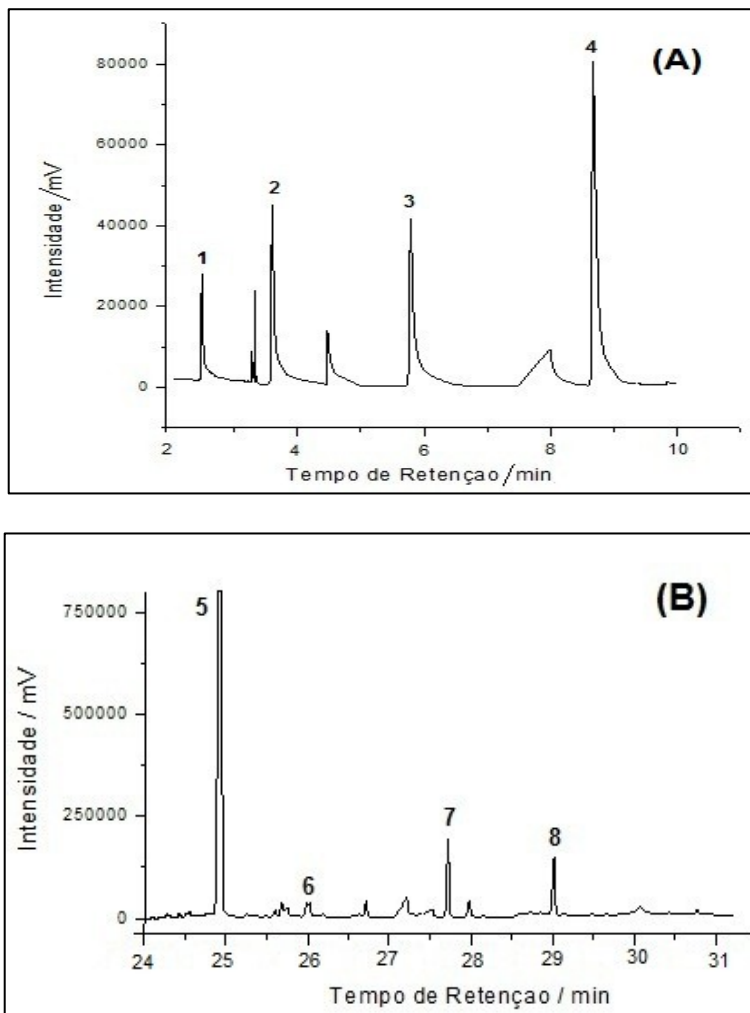 (A)
4
80000
60000
2
3
40000
1
20000
0
Intensidade /mV
2 4 6 8 10
Tempo de Retençao /min
(B)
5
750000
500000
250000
7
8
6
0
Intensidade / mV
24 25 26 27 28 29 30 31
Tempo de Retençao / min